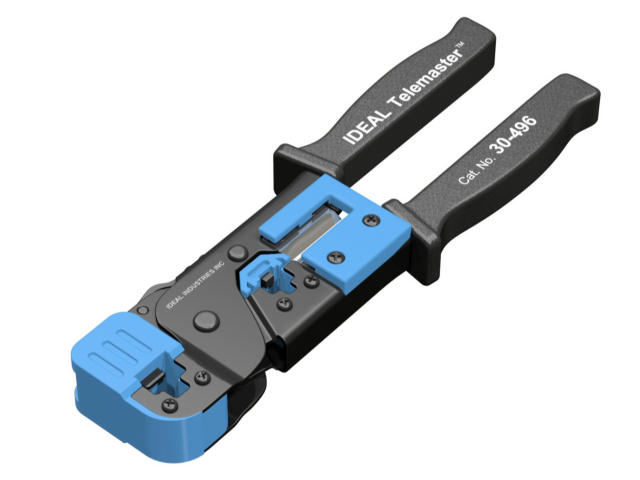 IDEAL Telemaster™
Cat. No. 30-496
IDEAL INDUSTRIES INC